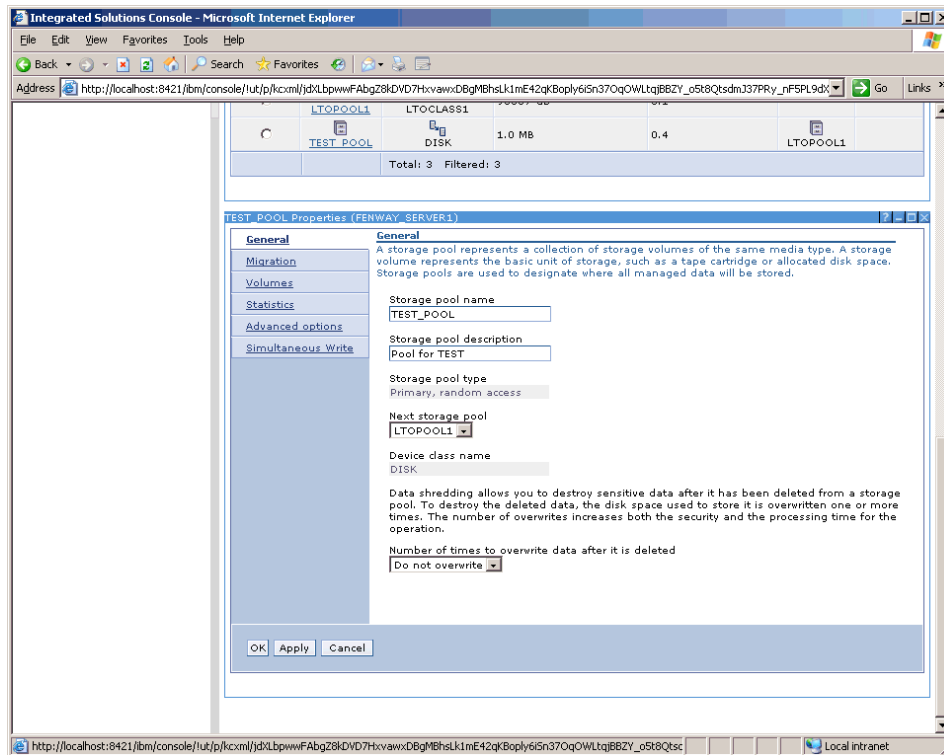 Integrated Solutions Console - Microsoft Internet Explorer
File Edit View Favorites Tools Help
Back Search Favorites
Address http://localhost:8421/ibm/console/!ut/p/kcxml/ Go Links »
LTOPOOL1 LTOCLASS1
TEST_POOL DISK 1.0 MB 0.4 LTOPOOL1
Total: 3 Filtered: 3
TEST_POOL Properties (FENWAY_SERVER1)
General
Migration
Volumes
Statistics
Advanced options
Simultaneous Write
General
A storage pool represents a collection of storage volumes of the same media type. A storage
volume represents the basic unit of storage, such as a tape cartridge or allocated disk space.
Storage pools are used to designate where all managed data will be stored.
Storage pool name
TEST_POOL
Storage pool description
Pool for TEST
Storage pool type
Primary, random access
Next storage pool
LTOPOOL1
Device class name
DISK
Data shredding allows you to destroy sensitive data after it has been deleted from a storage
pool. To destroy the deleted data, the disk space used to store it is overwritten one or more
times. The number of overwrites increases both the security and the processing time for the
operation.
Number of times to overwrite data after it is deleted
Do not overwrite
OK Apply Cancel
http://localhost:8421/ibm/console/!ut/p/kcxml/ Local intranet